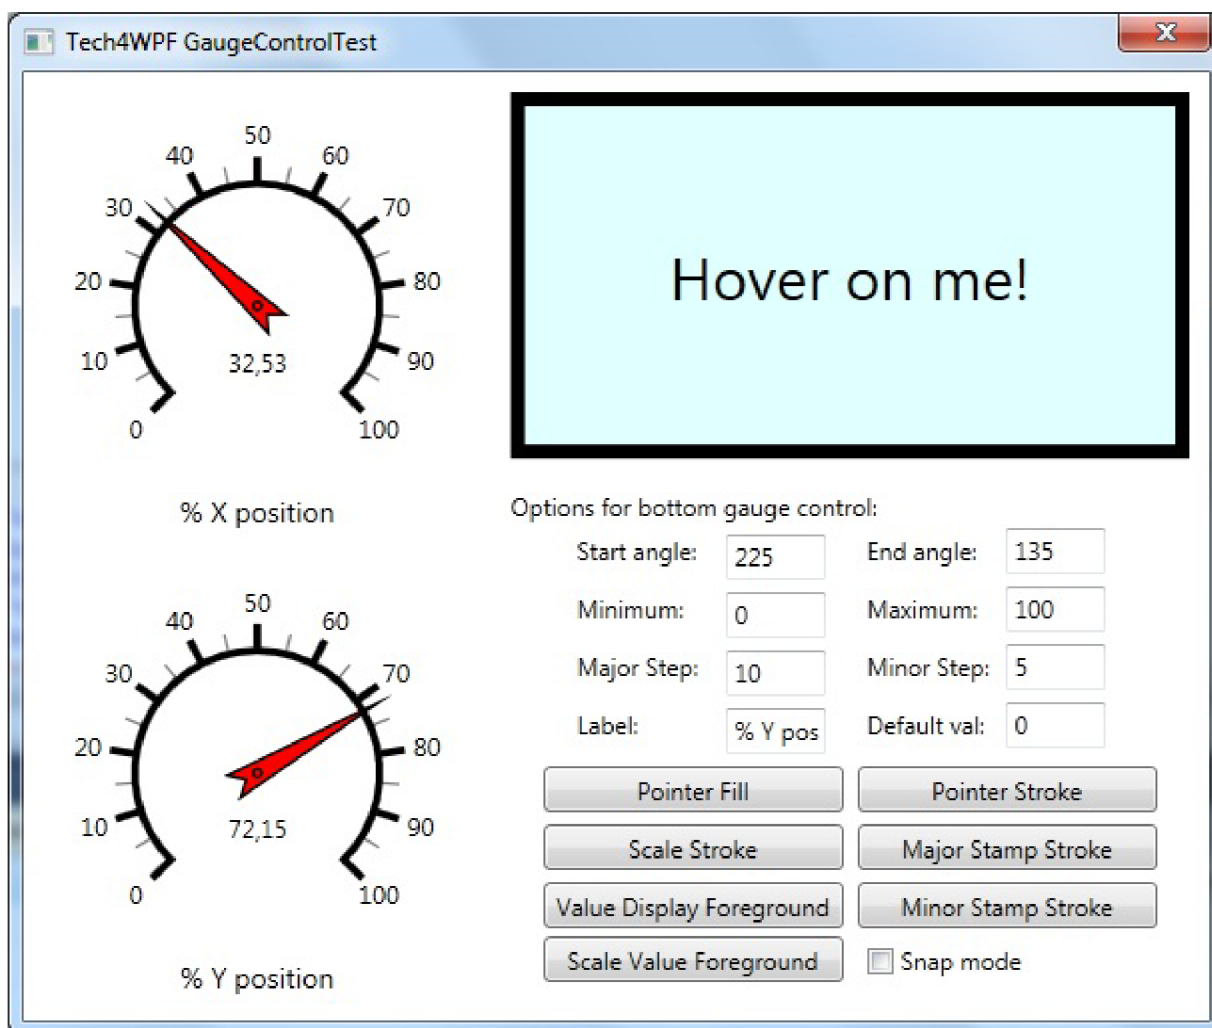 Tech4WPF GaugeControlTest
x
50
40
60
30
70
20
80
10
90
32,53
0
100
% X position
Hover on me!
Options for bottom gauge control:
Start angle: 225 End angle: 135
Minimum: 0 Maximum: 100
Major Step: 10 Minor Step: 5
Label: % Y pos Default val: 0
Pointer Fill Pointer Stroke
Scale Stroke Major Stamp Stroke
Value Display Foreground Minor Stamp Stroke
Scale Value Foreground Snap mode
50
40
60
30
70
20
80
10
90
72,15
0
100
% Y position